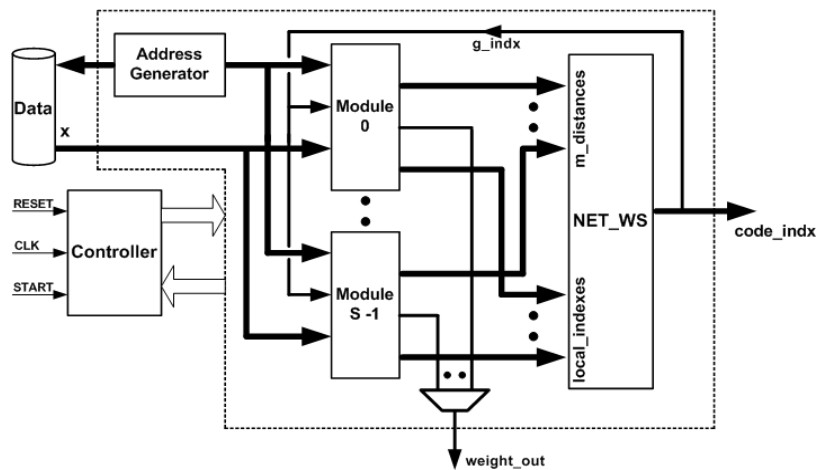 g_indx
Address
Generator
Data
x
Module
0
m_distances
RESET
CLK
START
Controller
NET_WS
code_indx
Module
S -1
local_indexes
weight_out